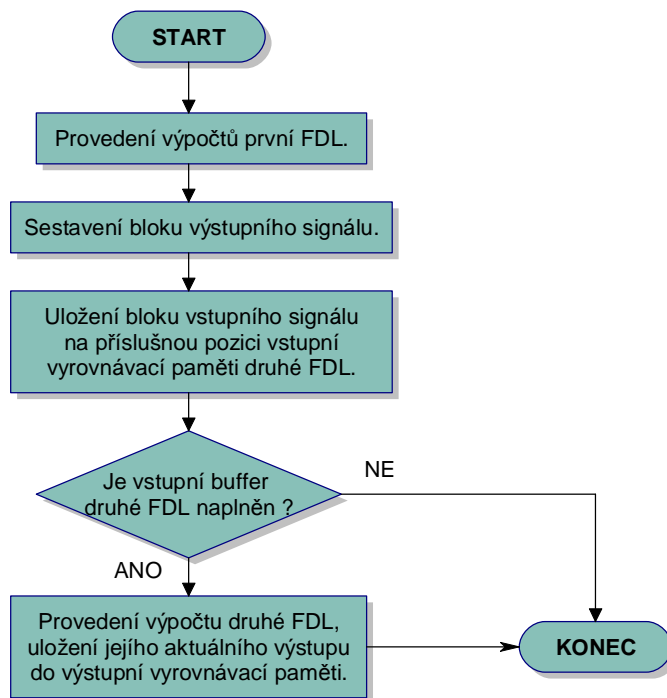 START
Provedení výpočtů první FDL.
Sestavení bloku výstupního signálu.
Uložení bloku vstupního signálu
na příslušnou pozici vstupní
vyrovnávací paměti druhé FDL.
Je vstupní buffer
druhé FDL naplněn ?
NE
ANO
Provedení výpočtu druhé FDL,
uložení jejího aktuálního výstupu
do výstupní vyrovnávací paměti.
KONEC